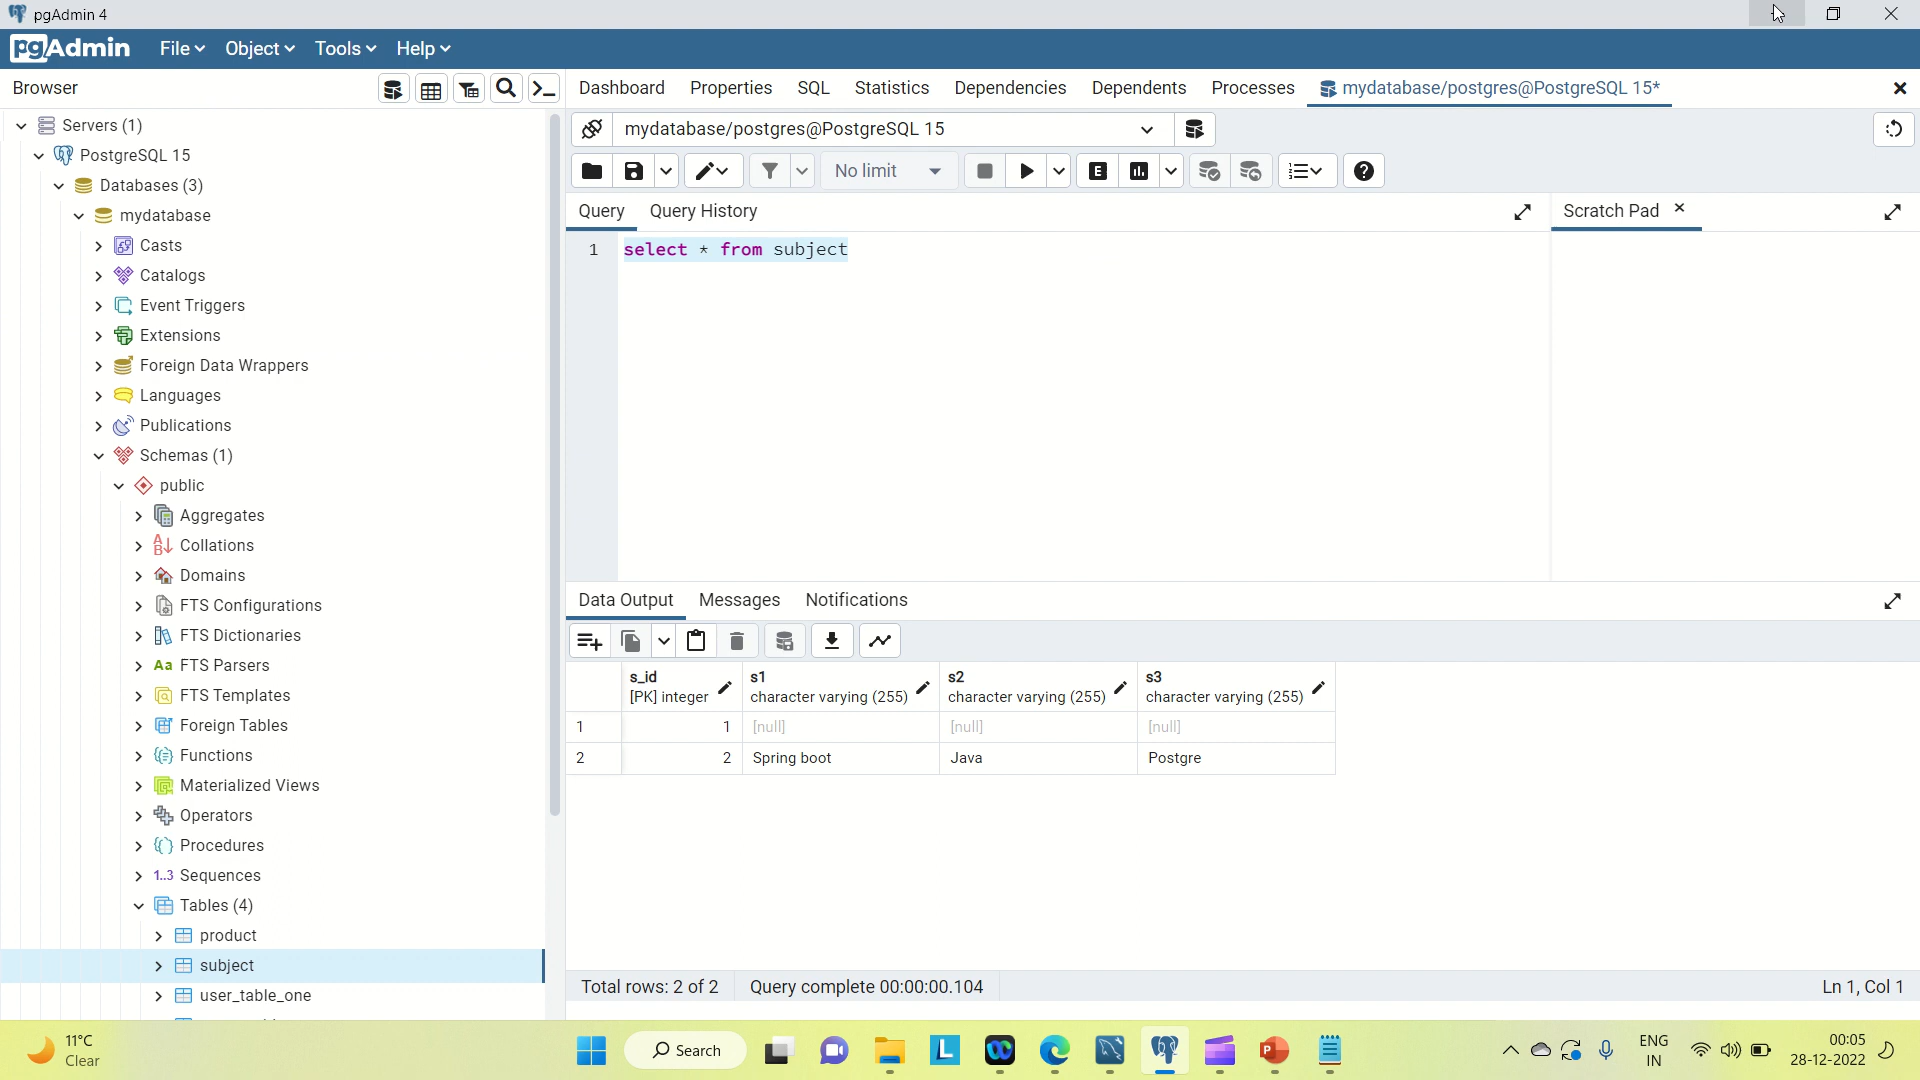 pgAdmin 4
pgAdmin File Object Tools Help
Browser
Dashboard Properties SQL Statistics Dependencies Dependents Processes mydatabase/postgres@PostgreSQL 15*
Servers (1)
PostgreSQL 15
Databases (3)
mydatabase
Casts
Catalogs
Event Triggers
Extensions
Foreign Data Wrappers
Languages
Publications
Schemas (1)
public
Aggregates
Collations
Domains
FTS Configurations
FTS Dictionaries
Aa FTS Parsers
FTS Templates
Foreign Tables
Functions
Materialized Views
Operators
Procedures
1..3 Sequences
Tables (4)
product
subject
user_table_one
mydatabase/postgres@PostgreSQL 15
No limit E
Query Query History
Scratch Pad
1 select * from subject
Data Output Messages Notifications
s_id s1 s2 s3
[PK] integer character varying (255) character varying (255) character varying (255)
1 1 [null] [null] [null]
2 2 Spring boot Java Postgre
Total rows: 2 of 2 Query complete 00:00:00.104 Ln 1, Col 1
11°C
Clear
Search
ENG
IN
00:05
28-12-2022